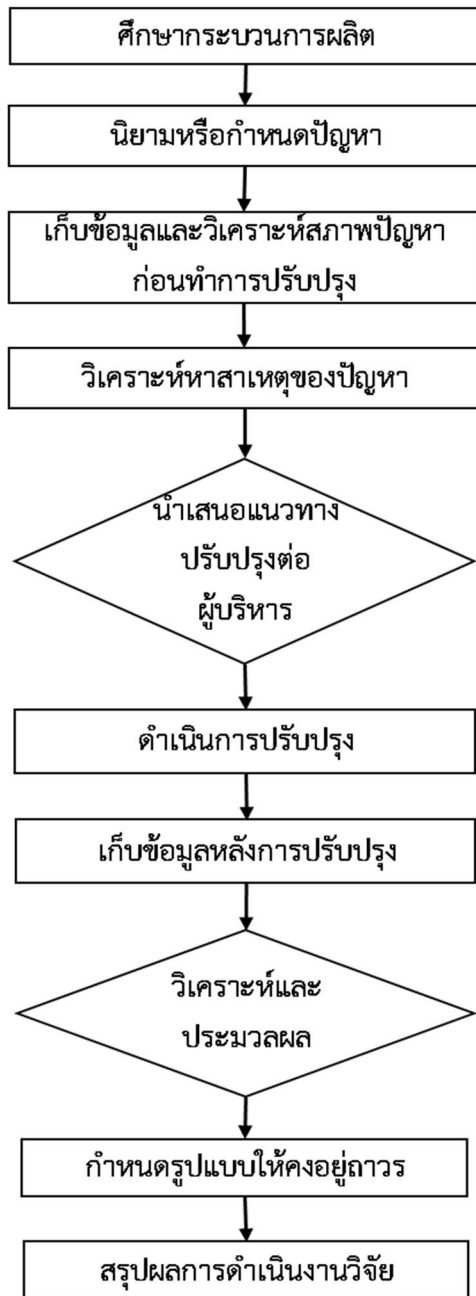 ศึกษากระบวนการผลิต
นิยามหรือกำหนดปัญหา
เก็บข้อมูลและวิเคราะห์สภาพปัญหา
ก่อนทำการปรับปรุง
วิเคราะห์หาสาเหตุของปัญหา
นำเสนอแนวทาง
ปรับปรุงต่อ
ผู้บริหาร
ดำเนินการปรับปรุง
เก็บข้อมูลหลังการปรับปรุง
วิเคราะห์และ
ประมวลผล
กำหนดรูปแบบให้คงอยู่ถาวร
สรุปผลการดำเนินงานวิจัย